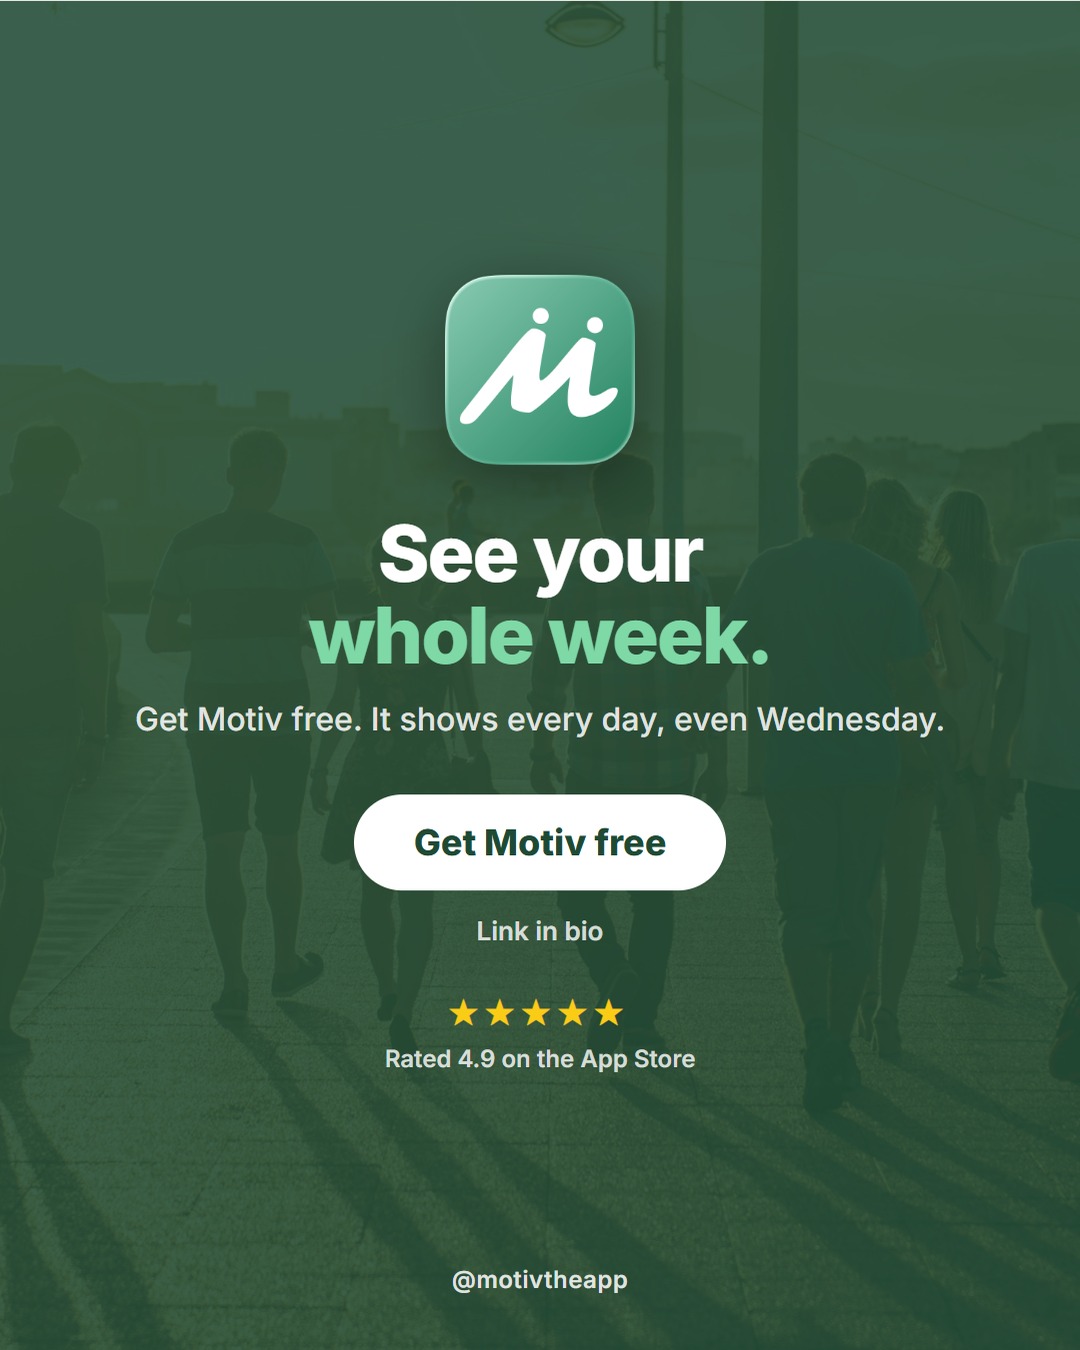 See your
whole week.
Get Motiv free. It shows every day, even Wednesday.
Get Motiv free
Link in bio
★★★★★
Rated 4.9 on the App Store
@motivtheapp